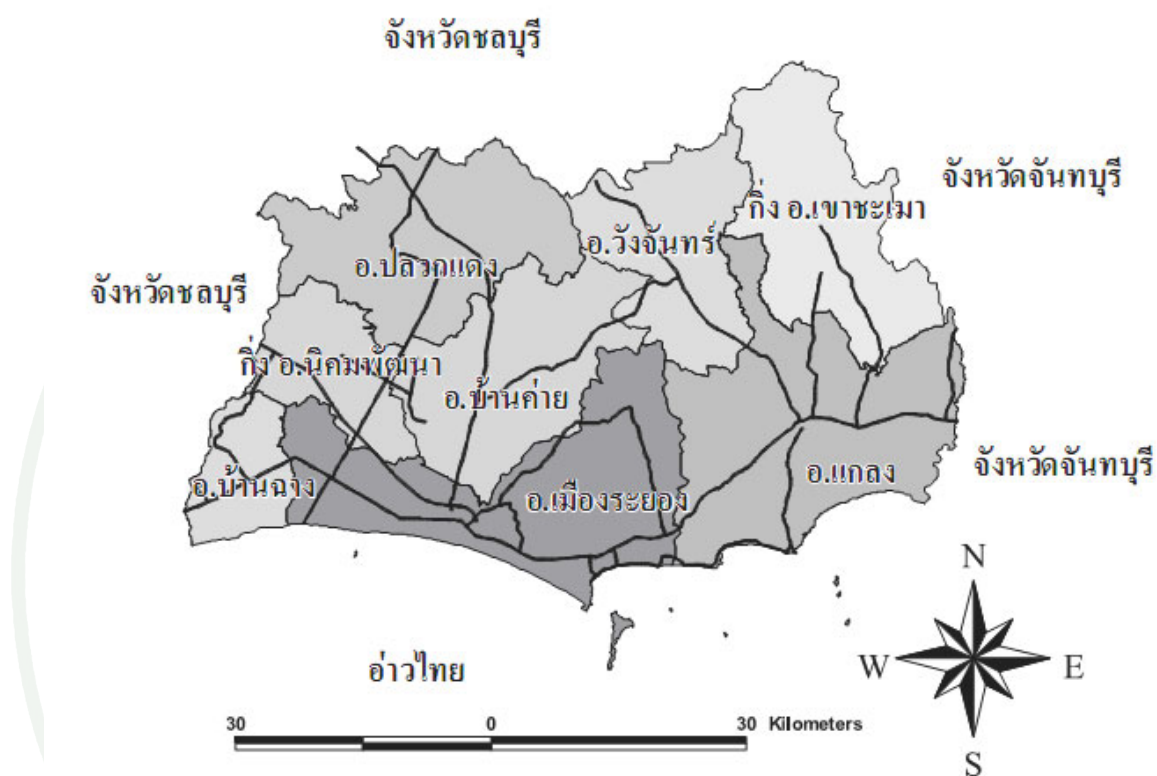 จังหวัดชลบุรี
จังหวัดจันทบุรี
กิ่ง อ.เขาชะเมา
อ.วังจันทร์
อ.ปลวกแดง
จังหวัดชลบุรี
กิ่ง อ.นิคมพัฒนา
อ.บ้านค่าย
จังหวัดจันทบุรี
อ.แกลง
อ.บ้านฉาง
อ.เมืองระยอง
N
อ่าวไทย
W E
30 0 30 Kilometers
S